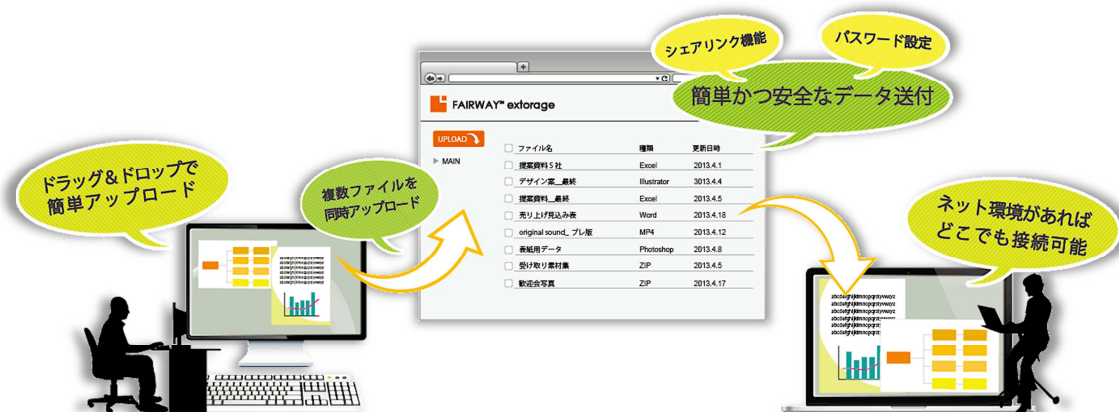 シェアリンク機能
パスワード設定
簡単かつ安全なデータ送付
FAIRWAY™ extorage
UPLOAD
MAIN
ファイル名 種類 更新日時
提案資料S社 Excel 2013.4.1
デザイン案__最終 Illustrator 3013.4.4
提案資料__最終 Excel 2013.4.5
売り上げ見込み表 Word 2013.4.18
original sound_ プレ版 MP4 2013.4.12
表紙用データ Photoshop 2013.4.8
受け取り素材集 ZIP 2013.4.5
歓迎会写真 ZIP 2013.4.17
ドラッグ&ドロップで
簡単アップロード
複数ファイルを
同時アップロード
ネット環境があれば
どこでも接続可能